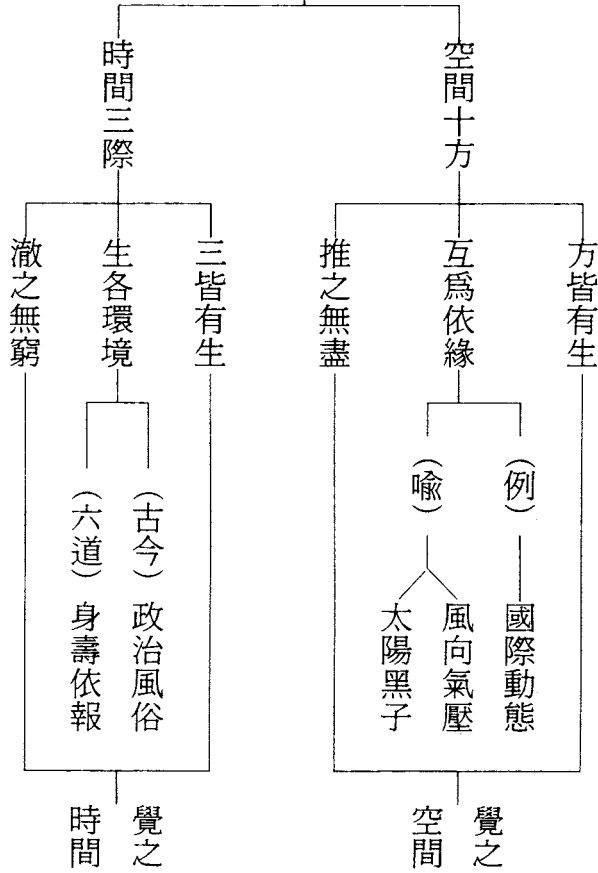 空間十方
方皆有生
互爲依緣
(例)
國際動態
(喩)
風向氣壓
太陽黑子
推之無盡
覺之
空間
時間三際
三皆有生
生各環境
(古今) 政治風俗
(六道) 身壽依報
澈之無窮
覺之
時間